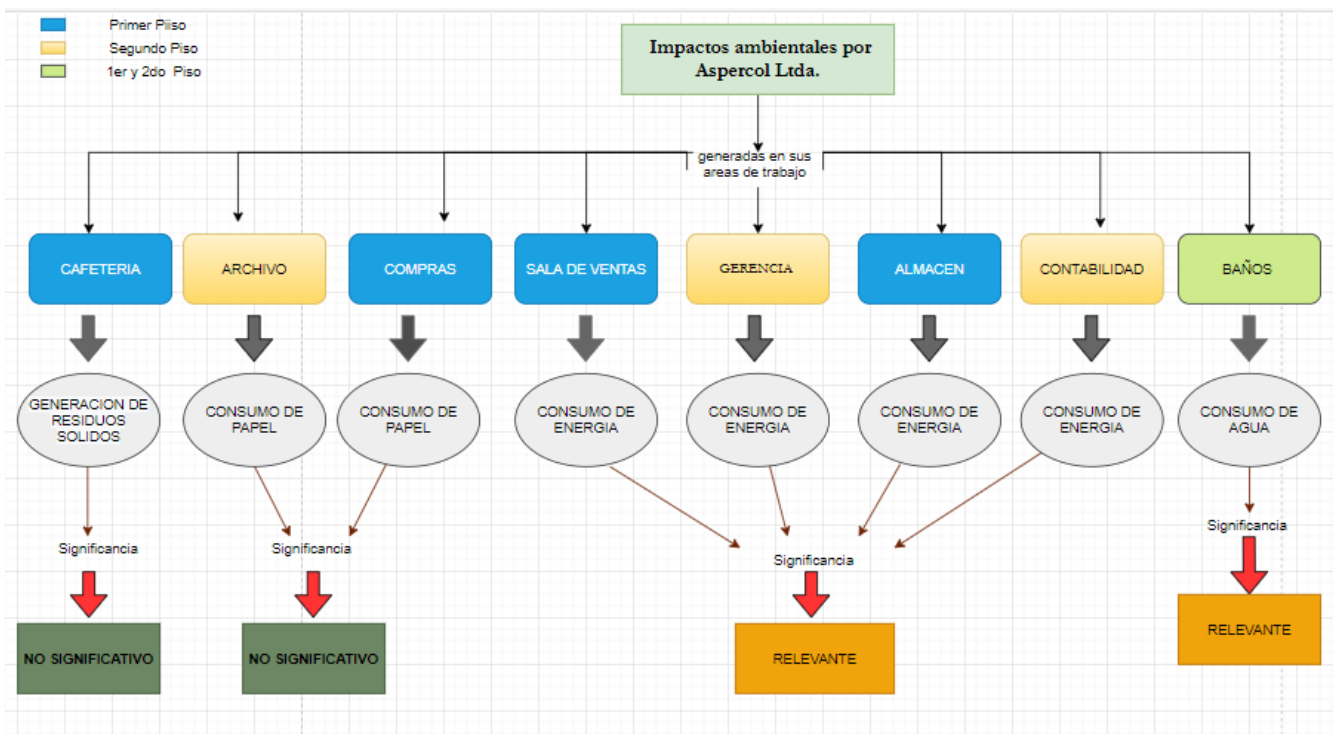 Primer Piiso
Segundo Piso
1er y 2do Piso
Impactos ambientales por
Aspercol Ltda.
generadas en sus
areas de trabajo
CAFETERIA
ARCHIVO
COMPRAS
SALA DE VENTAS
GERENCIA
ALMACEN
CONTABILIDAD
BAÑOS
GENERACION DE
RESIDUOS
SOLIDOS
CONSUMO DE
PAPEL
CONSUMO DE
PAPEL
CONSUMO DE
ENERGIA
CONSUMO DE
ENERGIA
CONSUMO DE
ENERGIA
CONSUMO DE
ENERGIA
CONSUMO DE
AGUA
Significancia
Significancia
Significancia
Significancia
NO SIGNIFICATIVO
NO SIGNIFICATIVO
RELEVANTE
RELEVANTE